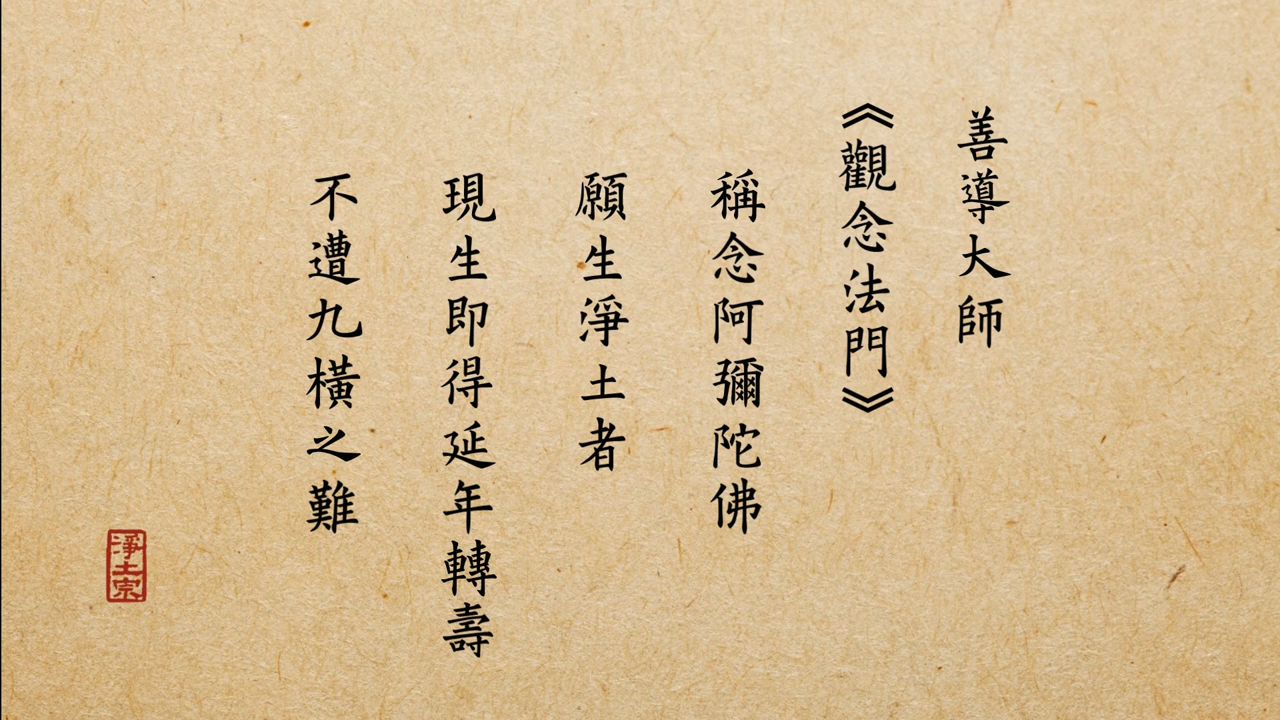 善導大師
《觀念法門》
稱念阿彌陀佛
願生淨土者
現生即得延年轉壽
不遭九橫之難
淨土宗